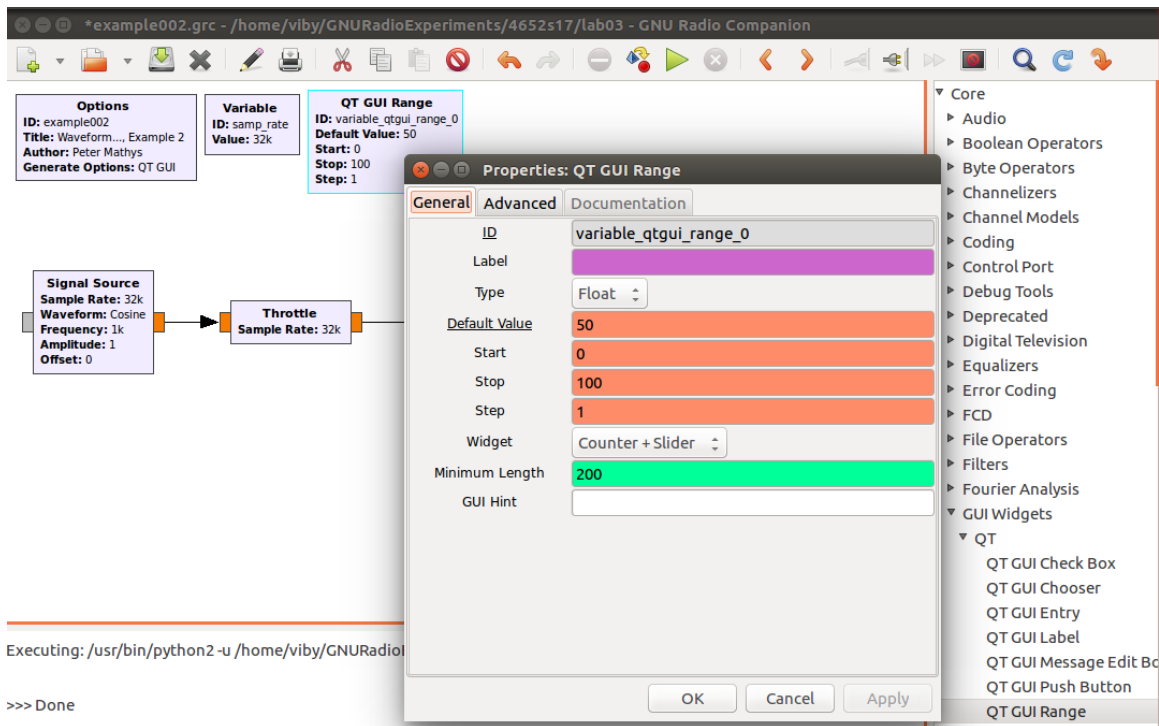 *example002.grc - /home/viby/GNURadioExperiments/4652s17/lab03 - GNU Radio Companion
Options
ID: example002
Title: Waveform..., Example 2
Author: Peter Mathys
Generate Options: QT GUI
Variable
ID: samp_rate
Value: 32k
QT GUI Range
ID: variable_qtgui_range_0
Default Value: 50
Start: 0
Stop: 100
Step: 1
Signal Source
Sample Rate: 32k
Waveform: Cosine
Frequency: 1k
Amplitude: 1
Offset: 0
Throttle
Sample Rate: 32k
Properties: QT GUI Range
General Advanced Documentation
ID variable_qtgui_range_0
Label
Type Float
Default Value 50
Start 0
Stop 100
Step 1
Widget Counter + Slider
Minimum Length 200
GUI Hint
OK Cancel Apply
Executing: /usr/bin/python2 -u /home/viby/GNURadioE
>>> Done
Core
Audio
Boolean Operators
Byte Operators
Channelizers
Channel Models
Coding
Control Port
Debug Tools
Deprecated
Digital Television
Equalizers
Error Coding
FCD
File Operators
Filters
Fourier Analysis
GUI Widgets
QT
QT GUI Check Box
QT GUI Chooser
QT GUI Entry
QT GUI Label
QT GUI Message Edit Bo
QT GUI Push Button
QT GUI Range